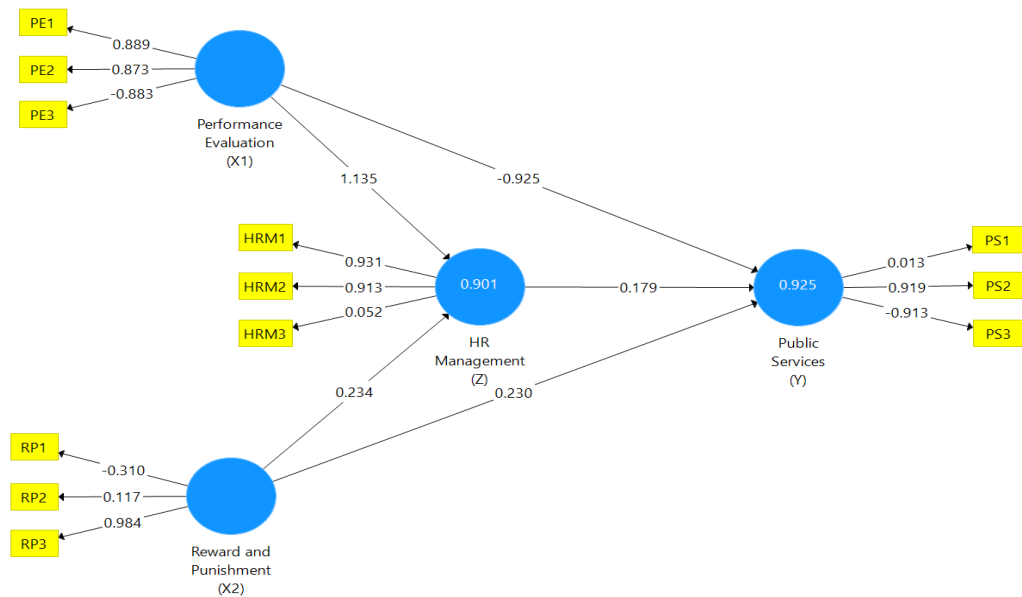 PE1
0.889
PE2
0.873
PE3
-0.883
Performance
Evaluation
(X1)
1.135
-0.925
HRM1
0.931
HRM2
0.913
HRM3
0.052
0.901
HR
Management
(Z)
0.179
0.925
Public
Services
(Y)
PS1
0.013
PS2
0.919
PS3
-0.913
0.234
0.230
RP1
-0.310
RP2
0.117
RP3
0.984
Reward and
Punishment
(X2)